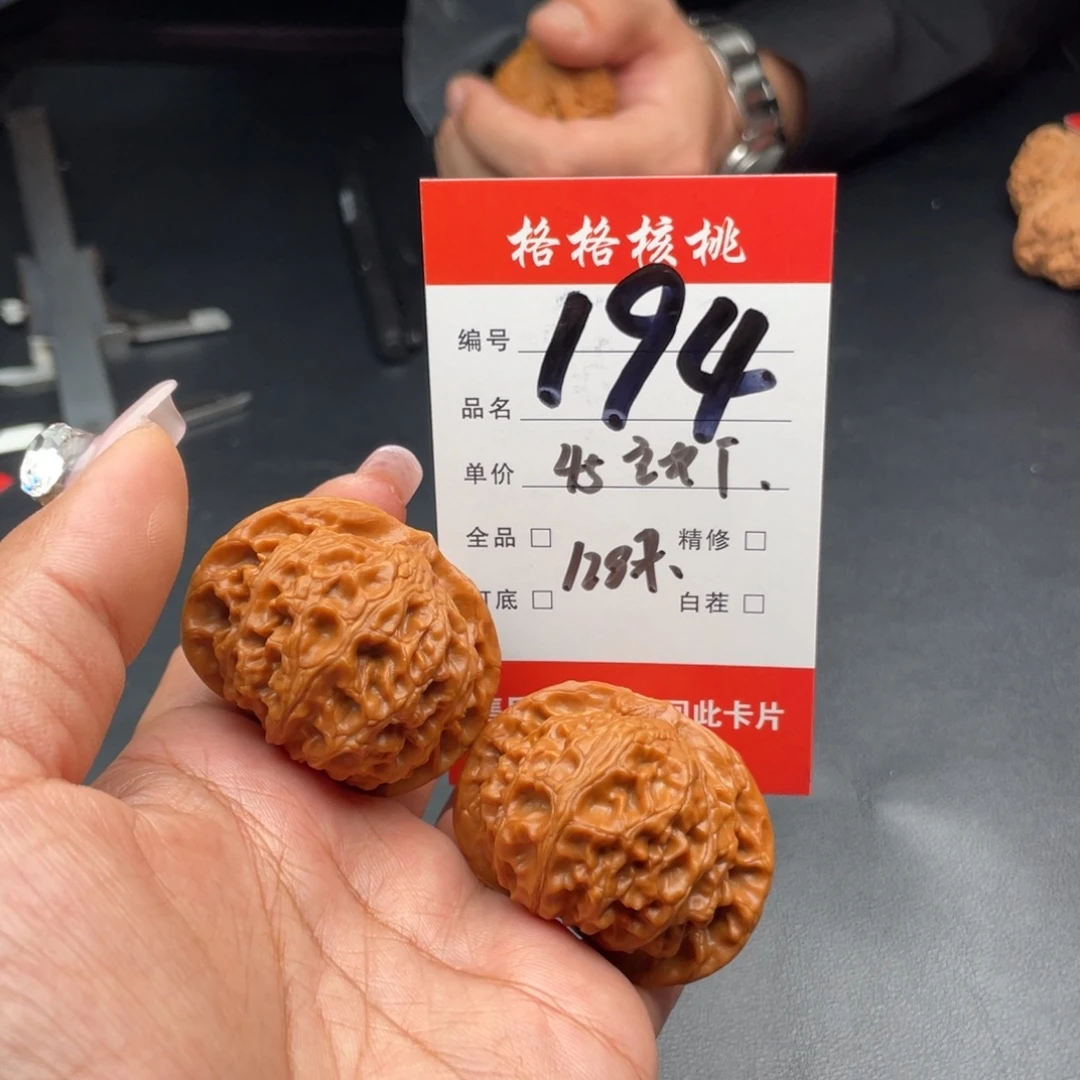 格格核桃
编号 194
品名
单价 45
全品 □ 精修 □
底 □ 白茬 □
此卡片